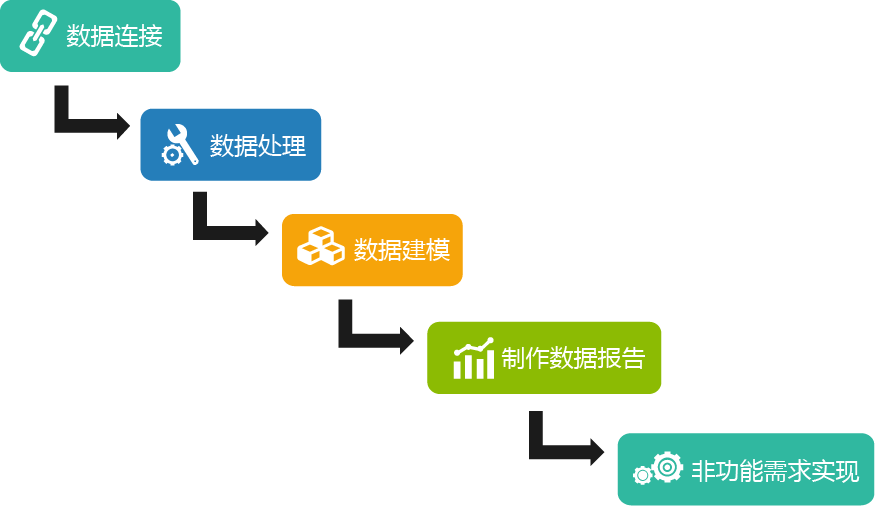 数据连接
数据处理
数据建模
制作数据报告
非功能需求实现